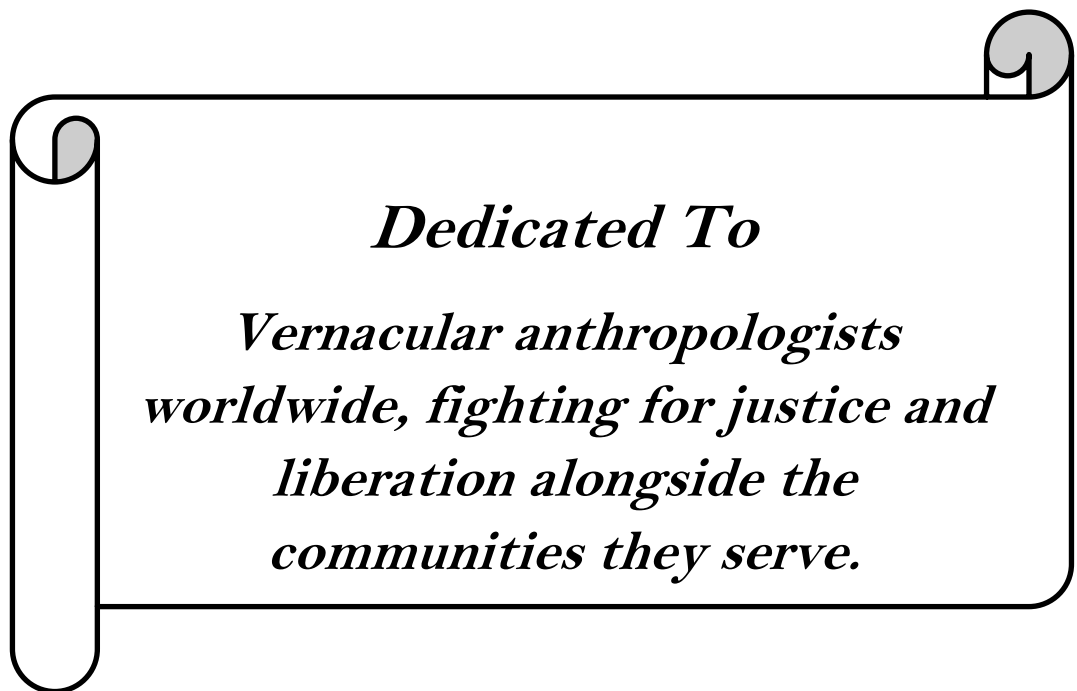 Dedicated To
Vernacular anthropologists
worldwide, fighting for justice and
liberation alongside the
communities they serve.